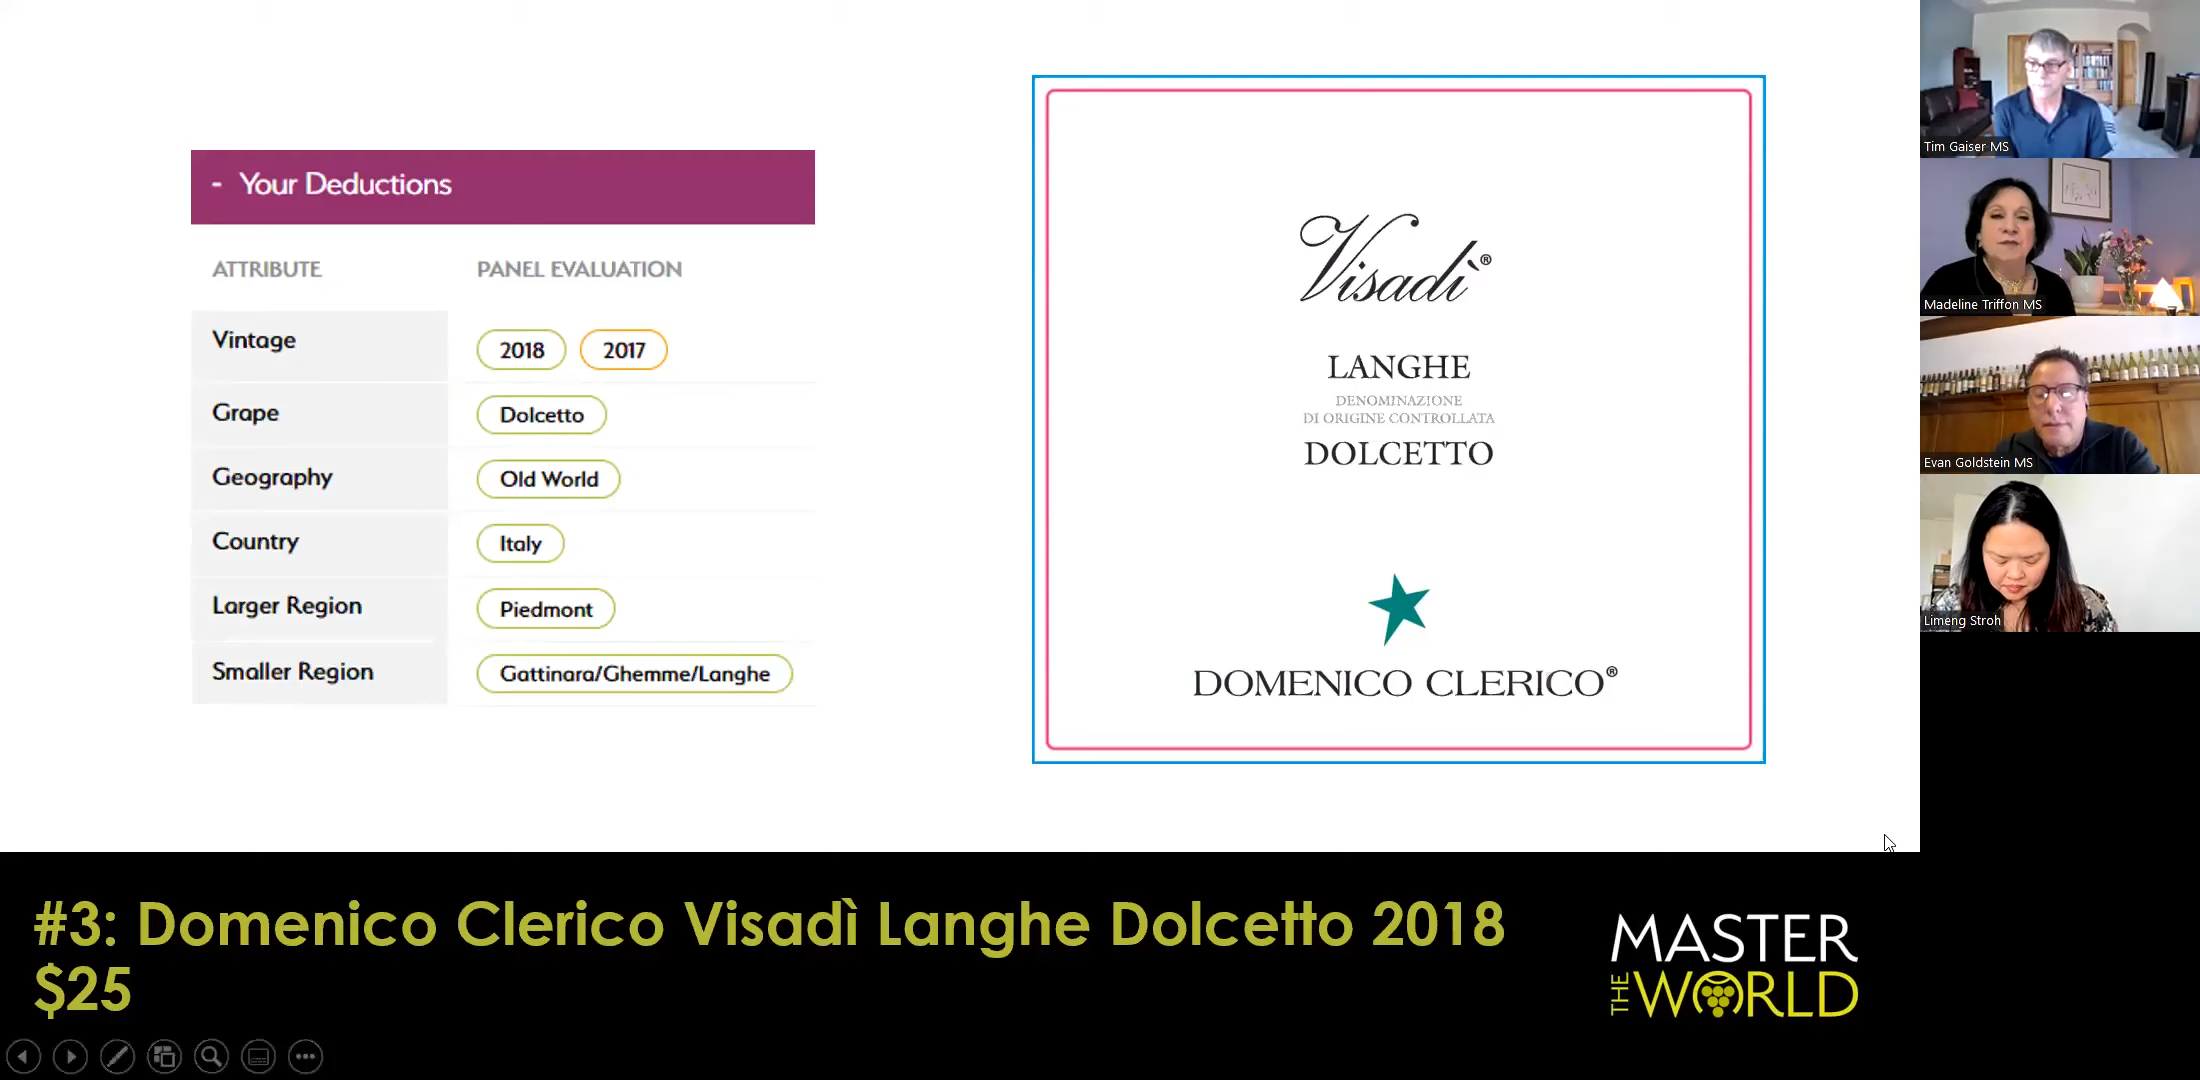 - Your Deductions
ATTRIBUTE PANEL EVALUATION
Vintage 2018 2017
Grape Dolcetto
Geography Old World
Country Italy
Larger Region Piedmont
Smaller Region Gattinara/Ghemme/Langhe
Visadì®
LANGHE
DENOMINAZIONE
DI ORIGINE CONTROLLATA
DOLCETTO
DOMENICO CLERICO®
Tim Gaiser MS
Madeline Triffon MS
Evan Goldstein MS
Limeng Stroh
#3: Domenico Clerico Visadì Langhe Dolcetto 2018
$25
MASTER
THE WORLD